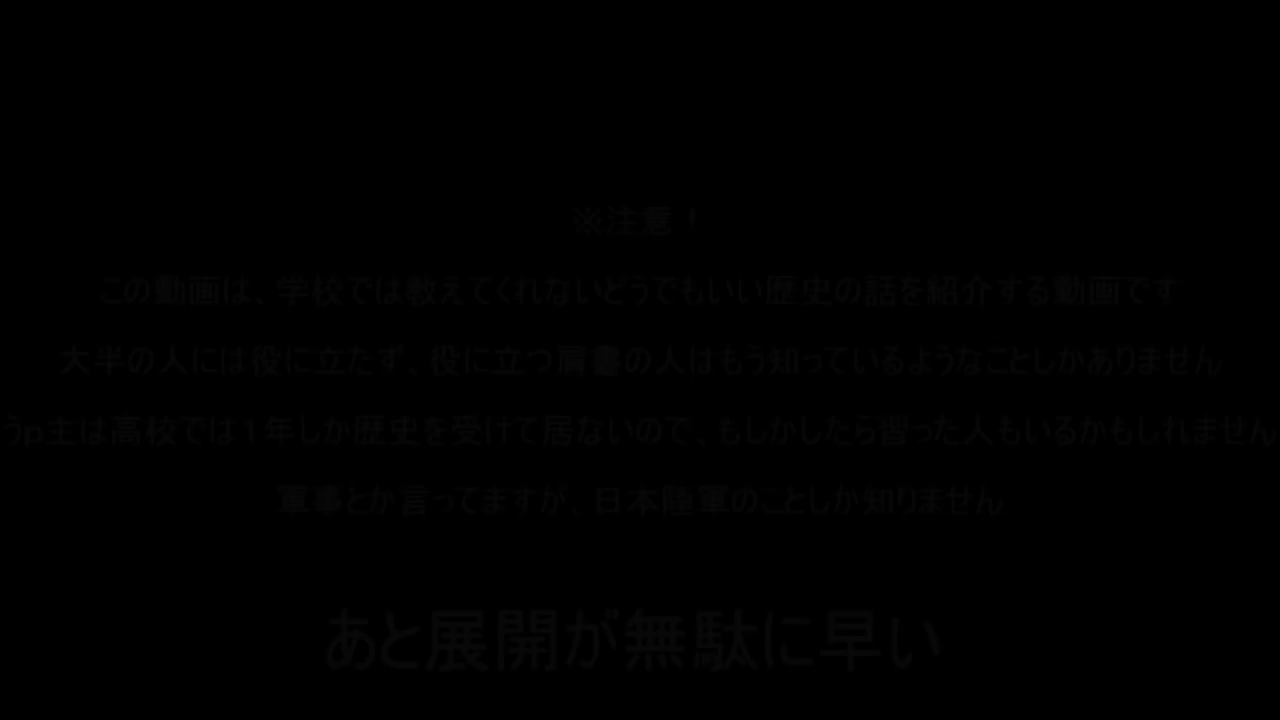 ※注意！
この動画は、学校では教えてくれないどうでもいい歴史の話を紹介する動画です
大半の人には役に立たず、役に立つ肩書の人はもう知っているようなことしかありません
うp主は高校では1年しか歴史を受けて居ないので、もしかしたら習った人もいるかもしれません。
軍事とか言ってますが、日本陸軍のことしか知りません
あと展開が無駄に早い